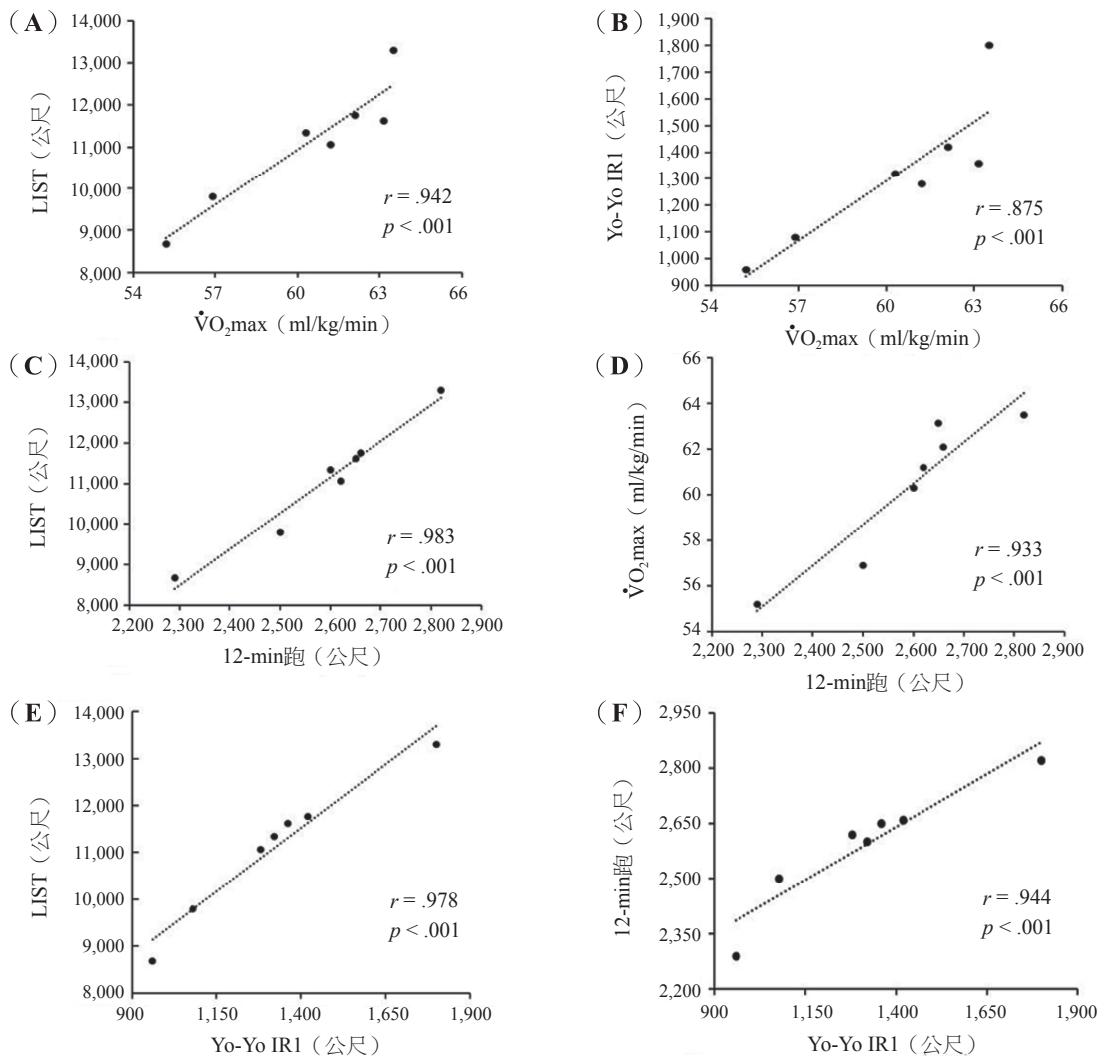 （A）
14,000
13,000
12,000
11,000
10,000
9,000
8,000
LIST（公尺）
r = .942
p < .001
54 57 60 63 66
V̇O₂max（ml/kg/min）
（B）
1,900
1,800
1,700
1,600
1,500
1,400
1,300
1,200
1,100
1,000
900
Yo-Yo IR1（公尺）
r = .875
p < .001
54 57 60 63 66
V̇O₂max（ml/kg/min）
（C）
14,000
13,000
12,000
11,000
10,000
9,000
8,000
LIST（公尺）
r = .983
p < .001
2,200 2,300 2,400 2,500 2,600 2,700 2,800 2,900
12-min跑（公尺）
（D）
66
64
62
60
58
56
54
V̇O₂max（ml/kg/min）
r = .933
p < .001
2,200 2,300 2,400 2,500 2,600 2,700 2,800 2,900
12-min跑（公尺）
（E）
14,000
13,000
12,000
11,000
10,000
9,000
8,000
LIST（公尺）
r = .978
p < .001
900 1,150 1,400 1,650 1,900
Yo-Yo IR1（公尺）
（F）
2,950
2,800
2,650
2,500
2,350
2,200
12-min跑（公尺）
r = .944
p < .001
900 1,150 1,400 1,650 1,900
Yo-Yo IR1（公尺）